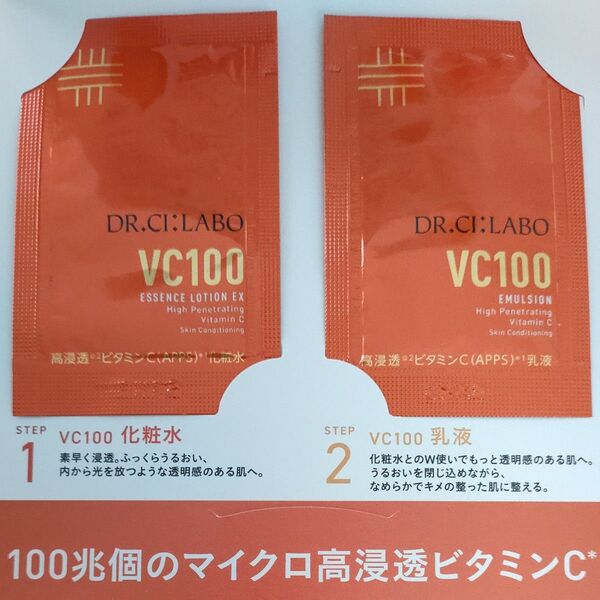 DR.CI:LABO
VC100
ESSENCE LOTION EX
High Penetrating
Vitamin C
Skin Conditioning
高浸透*²ビタミンC(APPS)*¹化粧水
DR.CI:LABO
VC100
EMULSION
High Penetrating
Vitamin C
Skin Conditioning
高浸透*²ビタミンC(APPS)*¹乳液
STEP
1
VC100 化粧水
素早く浸透。ふっくらうるおい、
内から光を放つような透明感のある肌へ。
STEP
2
VC100 乳液
化粧水とのW使いでもっと透明感のある肌へ。
うるおいを閉じ込めながら、
なめらかでキメの整った肌に整える。
100兆個のマイクロ高浸透ビタミンC*